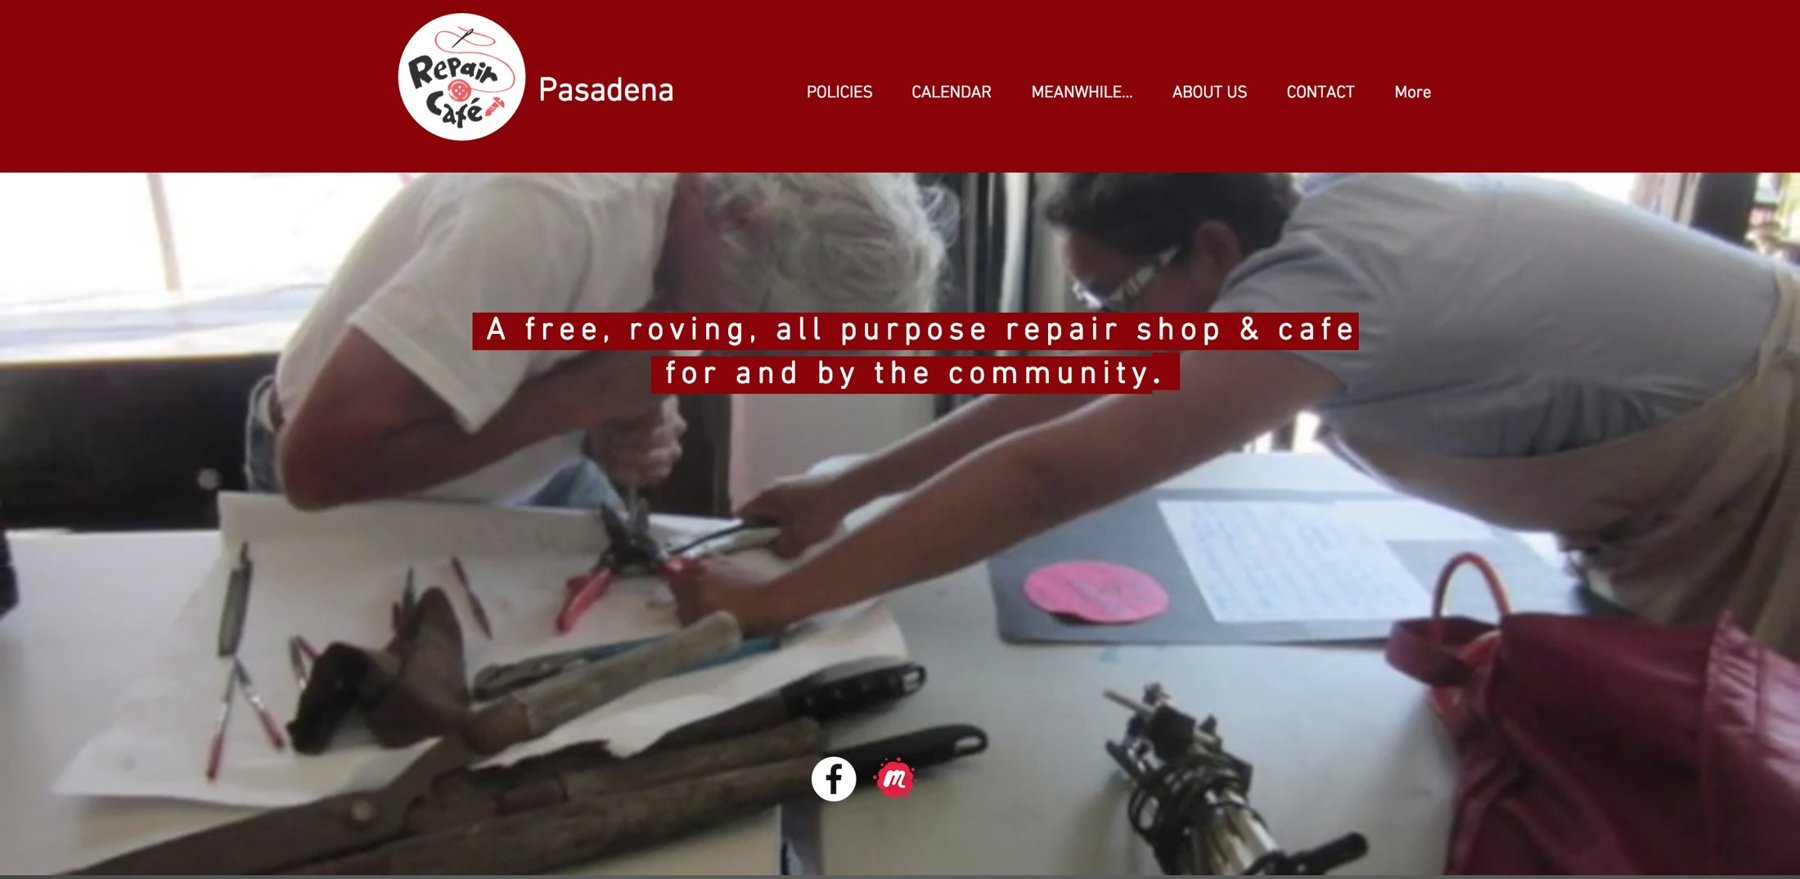 Repair
Café
Pasadena
POLICIES
CALENDAR
MEANWHILE...
ABOUT US
CONTACT
More
A free, roving, all purpose repair shop & cafe
for and by the community.
f
m